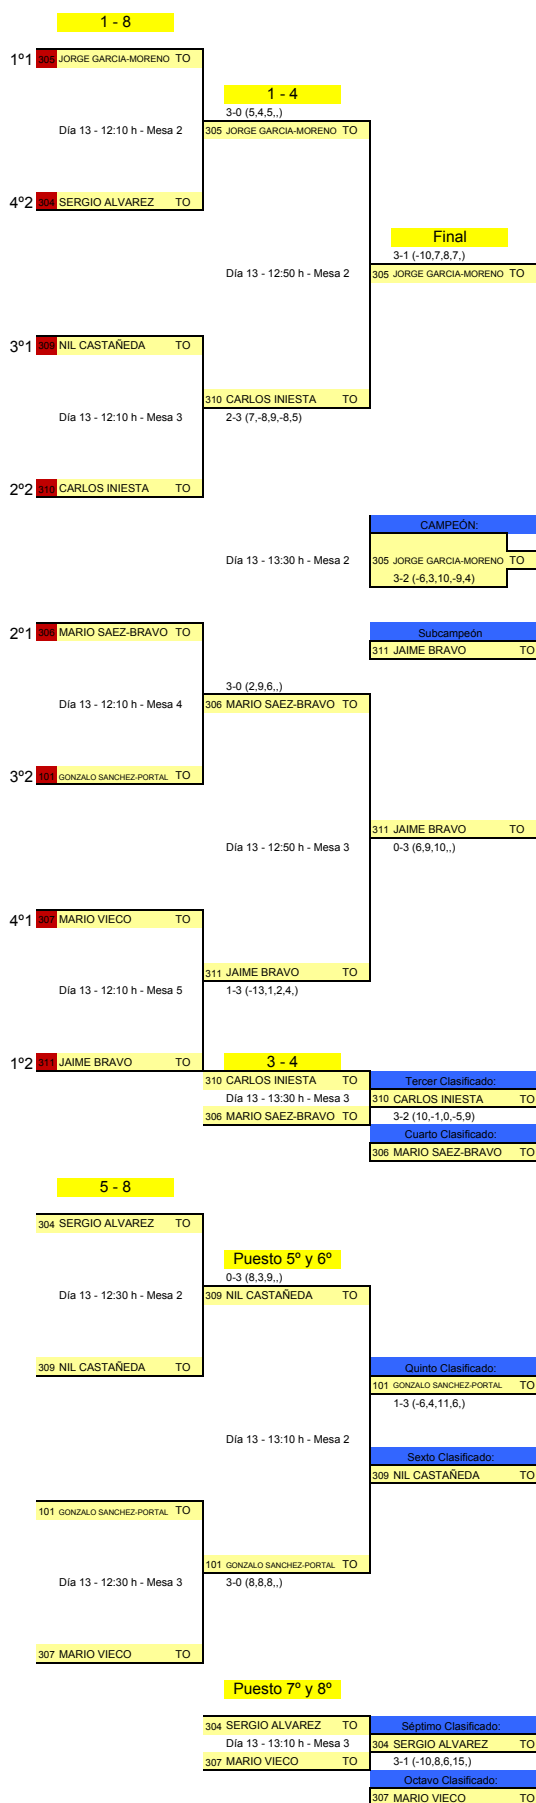 1 - 8
1º1 305 JORGE GARCIA-MORENO TO
1 - 4
3-0 (5,4,5,,)
Día 13 - 12:10 h - Mesa 2
305 JORGE GARCIA-MORENO TO
4º2 304 SERGIO ALVAREZ TO
Final
3-1 (-10,7,8,7,)
Día 13 - 12:50 h - Mesa 2
305 JORGE GARCIA-MORENO TO
3º1 309 NIL CASTAÑEDA TO
310 CARLOS INIESTA TO
Día 13 - 12:10 h - Mesa 3
2-3 (7,-8,9,-8,5)
2º2 310 CARLOS INIESTA TO
CAMPEÓN:
Día 13 - 13:30 h - Mesa 2
305 JORGE GARCIA-MORENO TO
3-2 (-6,3,10,-9,4)
2º1 306 MARIO SAEZ-BRAVO TO
Subcampeón
311 JAIME BRAVO TO
3-0 (2,9,6,,)
Día 13 - 12:10 h - Mesa 4
306 MARIO SAEZ-BRAVO TO
3º2 101 GONZALO SANCHEZ-PORTAL TO
311 JAIME BRAVO TO
Día 13 - 12:50 h - Mesa 3
0-3 (6,9,10,,)
4º1 307 MARIO VIECO TO
311 JAIME BRAVO TO
Día 13 - 12:10 h - Mesa 5
1-3 (-13,1,2,4,)
1º2 311 JAIME BRAVO TO
3 - 4
310 CARLOS INIESTA TO
Tercer Clasificado:
Día 13 - 13:30 h - Mesa 3
310 CARLOS INIESTA TO
306 MARIO SAEZ-BRAVO TO
3-2 (10,-1,0,-5,9)
Cuarto Clasificado:
306 MARIO SAEZ-BRAVO TO
5 - 8
304 SERGIO ALVAREZ TO
Puesto 5º y 6º
0-3 (8,3,9,,)
Día 13 - 12:30 h - Mesa 2
309 NIL CASTAÑEDA TO
309 NIL CASTAÑEDA TO
Quinto Clasificado:
101 GONZALO SANCHEZ-PORTAL TO
1-3 (-6,4,11,6,)
Día 13 - 13:10 h - Mesa 2
Sexto Clasificado:
309 NIL CASTAÑEDA TO
101 GONZALO SANCHEZ-PORTAL TO
101 GONZALO SANCHEZ-PORTAL TO
Día 13 - 12:30 h - Mesa 3
3-0 (8,8,8,,)
307 MARIO VIECO TO
Puesto 7º y 8º
304 SERGIO ALVAREZ TO
Séptimo Clasificado:
Día 13 - 13:10 h - Mesa 3
304 SERGIO ALVAREZ TO
307 MARIO VIECO TO
3-1 (-10,8,6,15,)
Octavo Clasificado:
307 MARIO VIECO TO